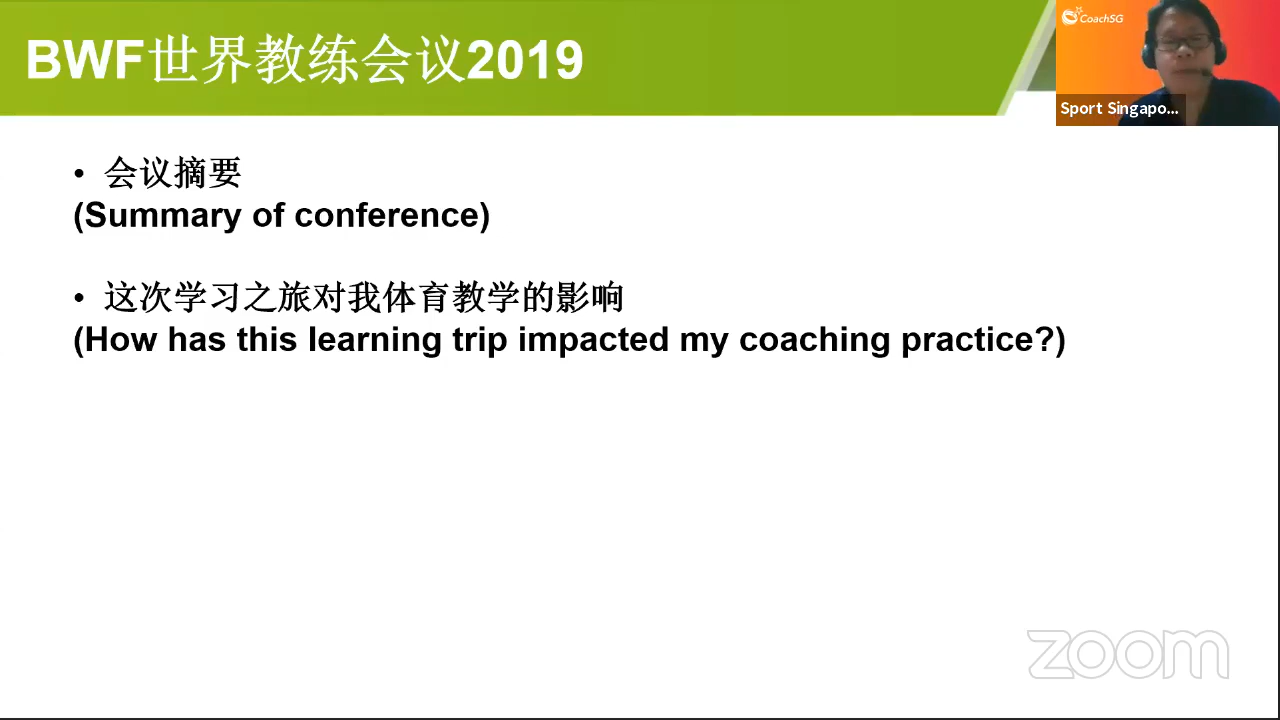 BWF世界教练会议2019
CoachSG
Sport Singapo...
• 会议摘要
(Summary of conference)
• 这次学习之旅对我体育教学的影响
(How has this learning trip impacted my coaching practice?)
zoom